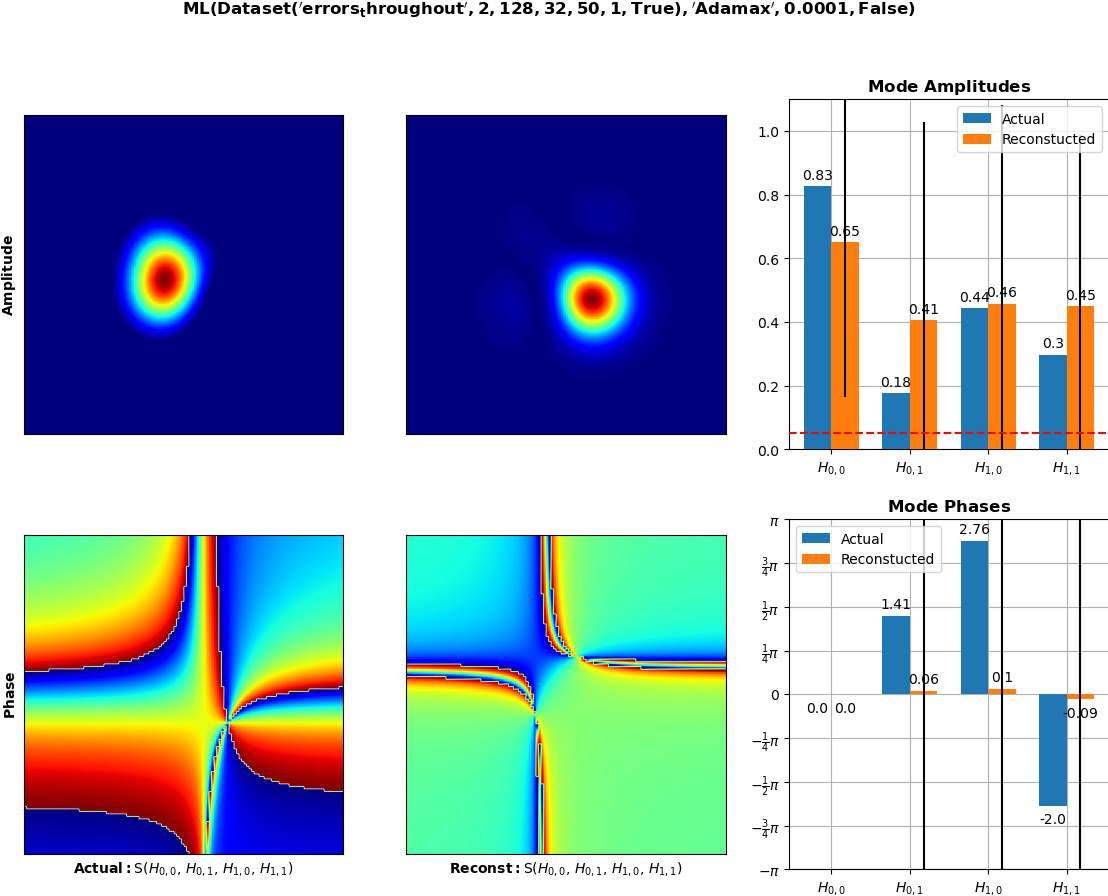 ML(Dataset('errors_throughout', 2, 128, 32, 50, 1, True), 'Adamax', 0.0001, False)
Amplitude
Mode Amplitudes
Actual
Reconstucted
1.0
0.8
0.6
0.4
0.2
0.0
0.83
0.65
0.18
0.41
0.44
0.46
0.3
0.45
H0,0
H0,1
H1,0
H1,1
Phase
Actual: S(H0,0, H0,1, H1,0, H1,1)
Reconst: S(H0,0, H0,1, H1,0, H1,1)
Mode Phases
Actual
Reconstucted
π
3/4π
1/2π
1/4π
0
−1/4π
−1/2π
−3/4π
−π
0.0
0.0
1.41
0.06
2.76
0.1
-2.0
-0.09
H0,0
H0,1
H1,0
H1,1